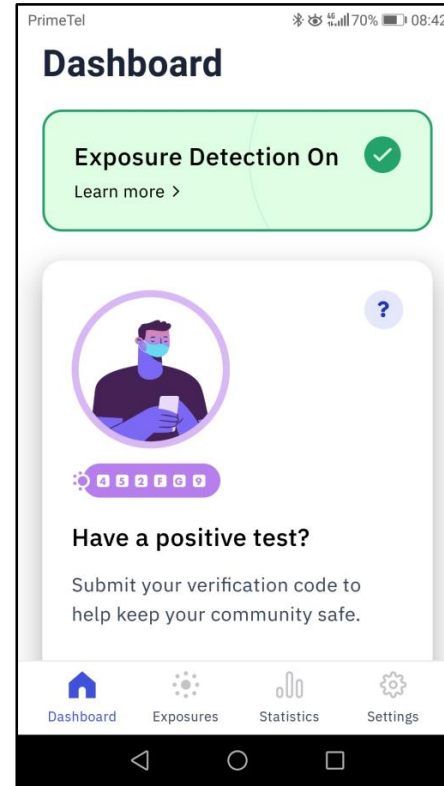 PrimeTel 4G 70% 08:42
Dashboard
Exposure Detection On
Learn more >
?
4 5 2 F G 9
Have a positive test?
Submit your verification code to
help keep your community safe.
Dashboard Exposures Statistics Settings